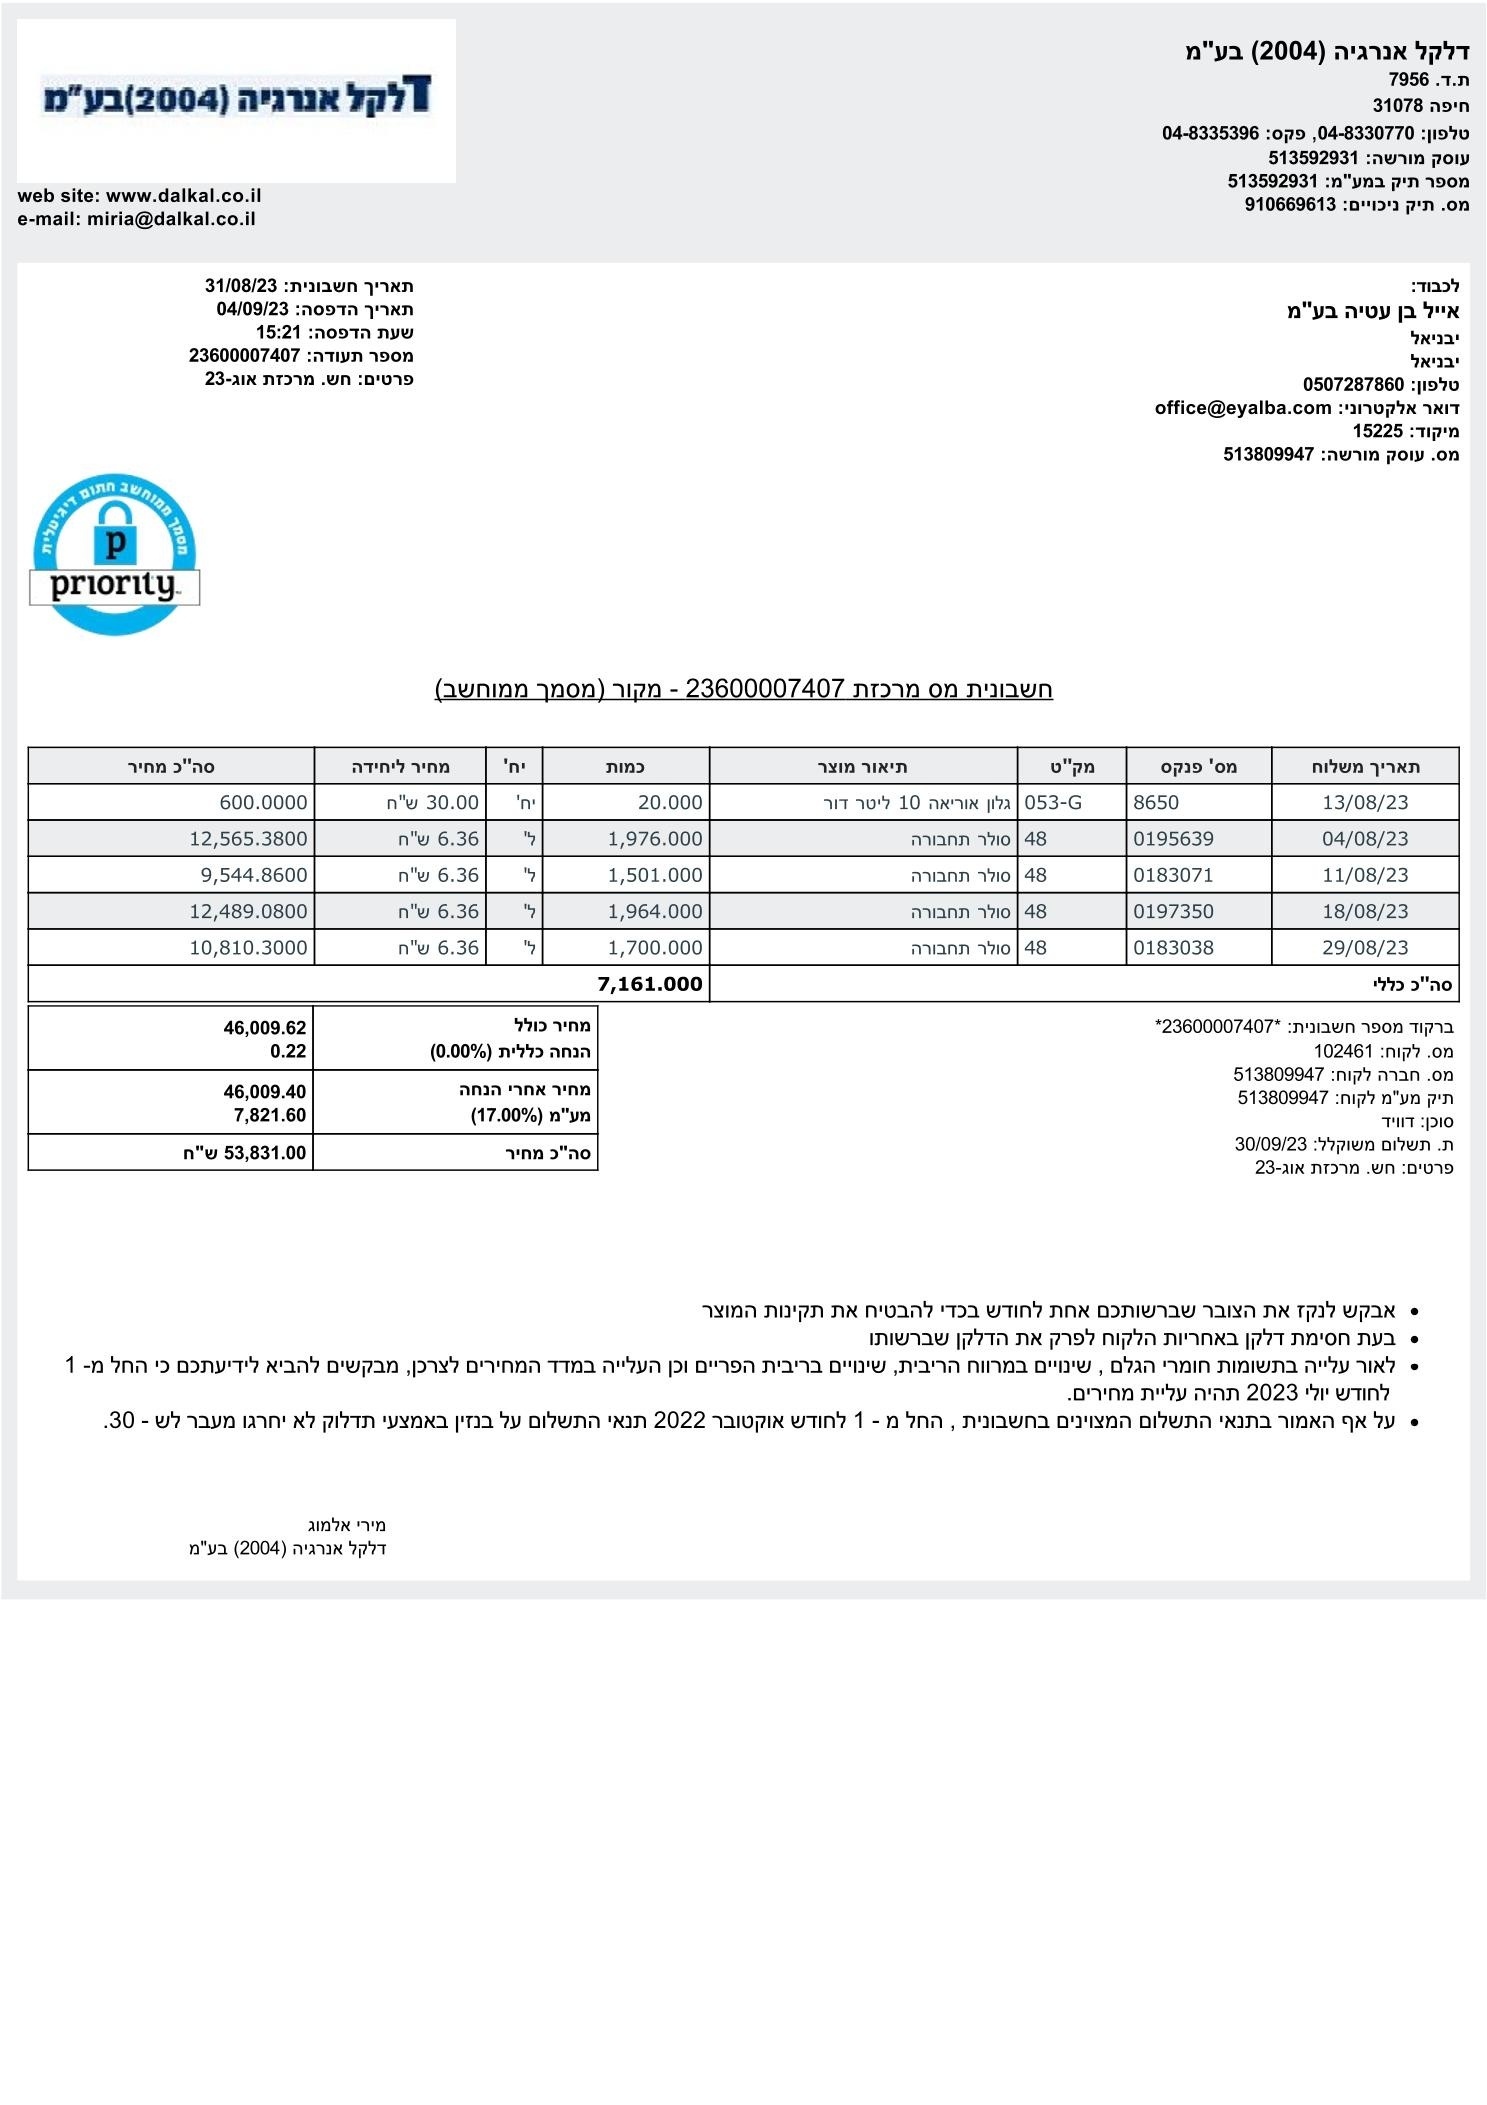 דלקל אנרגיה (2004) בע"מ
ת.ד. 7956
חיפה 31078
טלפון: 04-8330770, פקס: 04-8335396
עוסק מורשה: 513592931
מספר תיק במע"מ: 513592931
מס. תיק ניכויים: 910669613
דלקל אנרגיה (2004)בע"מ
web site: www.dalkal.co.il
e-mail: miria@dalkal.co.il
לכבוד:
אייל בן עטיה בע"מ
יבניאל
יבניאל
טלפון: 0507287860
דואר אלקטרוני: office@eyalba.com
מיקוד: 15225
מס. עוסק מורשה: 513809947
תאריך חשבונית: 31/08/23
תאריך הדפסה: 04/09/23
שעת הדפסה: 15:21
מספר תעודה: 23600007407
פרטים: חש. מרכזת אוג-23
מסמך ממוחשב חתום דיגיטלית
p
priority
חשבונית מס מרכזת 23600007407 - מקור (מסמך ממוחשב)
תאריך משלוח מס' פנקס מק"ט תיאור מוצר כמות יח' מחיר ליחידה סה"כ מחיר
13/08/23 8650 053-G גלון אוריאה 10 ליטר דור 20.000 יח' 30.00 ש"ח 600.0000
04/08/23 0195639 48 סולר תחבורה 1,976.000 ל' 6.36 ש"ח 12,565.3800
11/08/23 0183071 48 סולר תחבורה 1,501.000 ל' 6.36 ש"ח 9,544.8600
18/08/23 0197350 48 סולר תחבורה 1,964.000 ל' 6.36 ש"ח 12,489.0800
29/08/23 0183038 48 סולר תחבורה 1,700.000 ל' 6.36 ש"ח 10,810.3000
סה"כ כללי 7,161.000
ברקוד מספר חשבונית: *23600007407*
מס. לקוח: 102461
מס. חברה לקוח: 513809947
תיק מע"מ לקוח: 513809947
סוכן: דוויד
ת. תשלום משוקלל: 30/09/23
פרטים: חש. מרכזת אוג-23
מחיר כולל 46,009.62
הנחה כללית (0.00%) 0.22
מחיר אחרי הנחה 46,009.40
מע"מ (17.00%) 7,821.60
סה"כ מחיר 53,831.00 ש"ח
• אבקש לנקז את הצובר שברשותכם אחת לחודש בכדי להבטיח את תקינות המוצר
• בעת חסימת דלקן באחריות הלקוח לפרק את הדלקן שברשותו
• לאור עלייה בתשומות חומרי הגלם , שינויים במרווח הריבית, שינויים בריבית הפריים וכן העלייה במדד המחירים לצרכן, מבקשים להביא לידיעתכם כי החל מ- 1
לחודש יולי 2023 תהיה עליית מחירים.
• על אף האמור בתנאי התשלום המצוינים בחשבונית , החל מ - 1 לחודש אוקטובר 2022 תנאי התשלום על בנזין באמצעי תדלוק לא יחרגו מעבר לש - 30.
מירי אלמוג
דלקל אנרגיה (2004) בע"מ